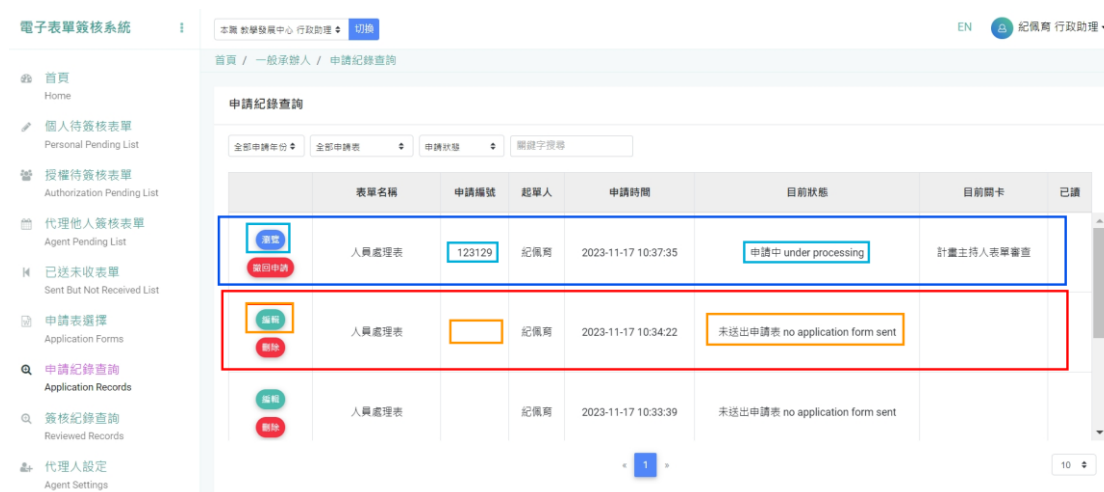 電子表單簽核系統
本職 教學發展中心 行政助理 切換
EN 紀佩育 行政助理
首頁 / 一般承辦人 / 申請紀錄查詢
首頁
Home
個人待簽核表單
Personal Pending List
授權待簽核表單
Authorization Pending List
代理他人簽核表單
Agent Pending List
已送未收表單
Sent But Not Received List
申請表選擇
Application Forms
申請紀錄查詢
Application Records
簽核紀錄查詢
Reviewed Records
代理人設定
Agent Settings
申請紀錄查詢
全部申請年份 全部申請表 申請狀態 關鍵字搜尋
表單名稱 申請編號 起單人 申請時間 目前狀態 目前關卡 已讀
瀏覽
撤回申請
人員處理表 123129 紀佩育 2023-11-17 10:37:35 申請中 under processing 計畫主持人表單審查
編輯
刪除
人員處理表 紀佩育 2023-11-17 10:34:22 未送出申請表 no application form sent
編輯
刪除
人員處理表 紀佩育 2023-11-17 10:33:39 未送出申請表 no application form sent
« 1 »
10